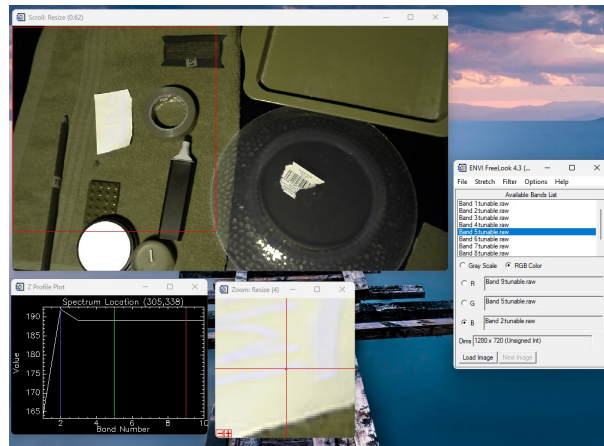 Scroll: Resize (0.62)
ENVI FreeLook 4.3 (...
File Stretch Filter Options Help
Available Bands List
Band 1:tunable.raw
Band 2:tunable.raw
Band 3:tunable.raw
Band 4:tunable.raw
Band 5:tunable.raw
Band 6:tunable.raw
Band 7:tunable.raw
Band 8:tunable.raw
Gray Scale RGB Color
R Band 9:tunable.raw
G Band 5:tunable.raw
B Band 2:tunable.raw
Dims 1280 x 720 (Unsigned Int)
Load Image Next Image
Z Profile Plot
Spectrum Location (305,338)
Value
190
185
180
175
170
165
2 4 6 8 10
Band Number
Zoom: Resize (4)